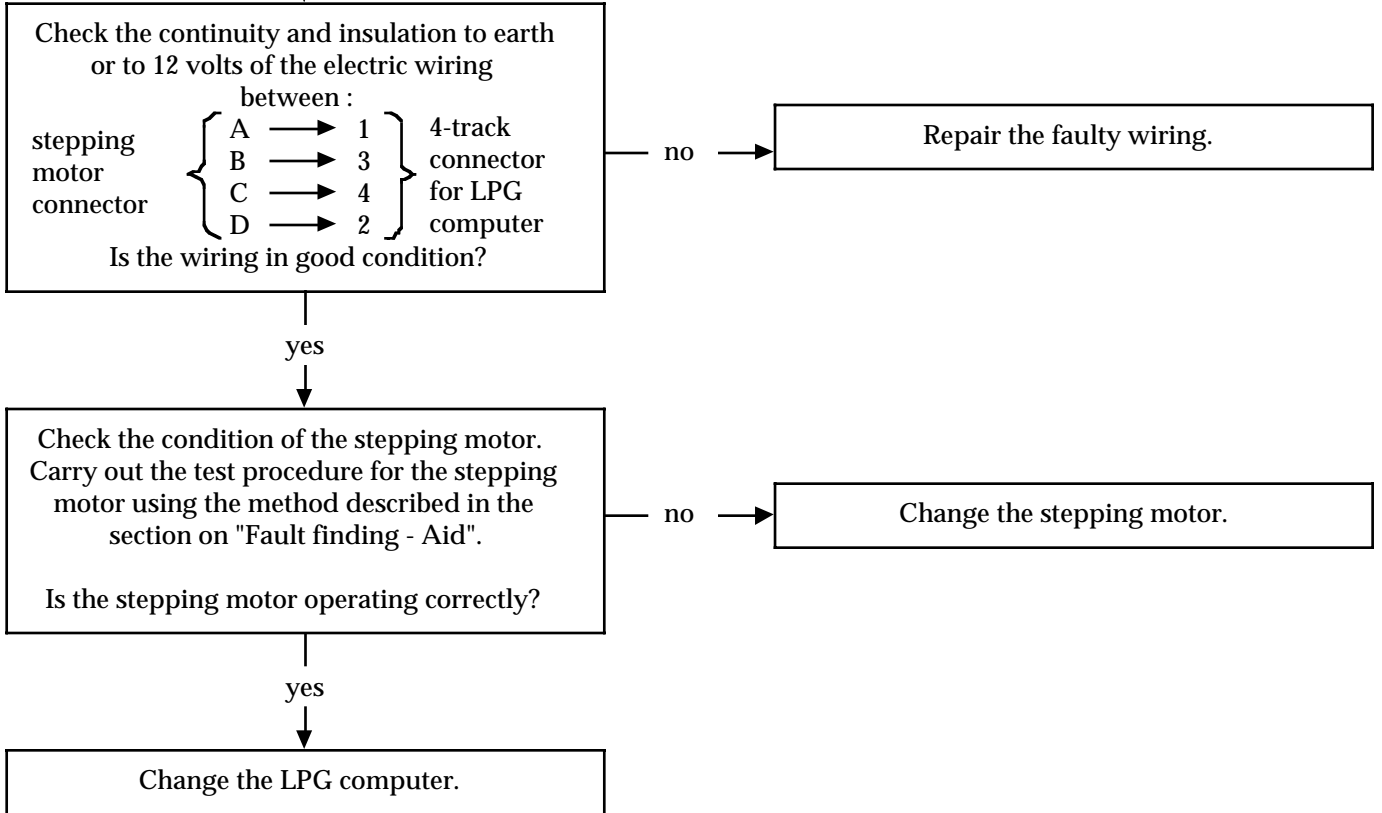 Check the continuity and insulation to earth
or to 12 volts of the electric wiring
between :
stepping
motor
connector
A 1
B 3
C 4
D 2
4-track
connector
for LPG
computer
Is the wiring in good condition?
no
Repair the faulty wiring.
yes
Check the condition of the stepping motor.
Carry out the test procedure for the stepping
motor using the method described in the
section on "Fault finding - Aid".
Is the stepping motor operating correctly?
no
Change the stepping motor.
yes
Change the LPG computer.